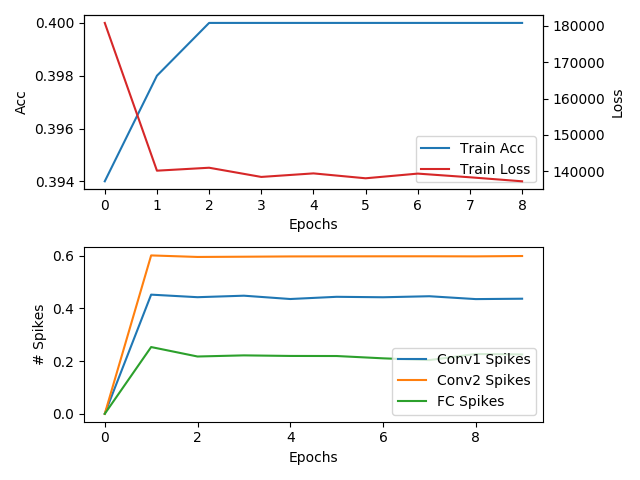 0.400
0.398
0.396
0.394
Acc
180000
170000
160000
150000
140000
Loss
Train Acc
Train Loss
0 1 2 3 4 5 6 7 8
Epochs
0.6
0.4
0.2
0.0
# Spikes
Conv1 Spikes
Conv2 Spikes
FC Spikes
0 2 4 6 8
Epochs